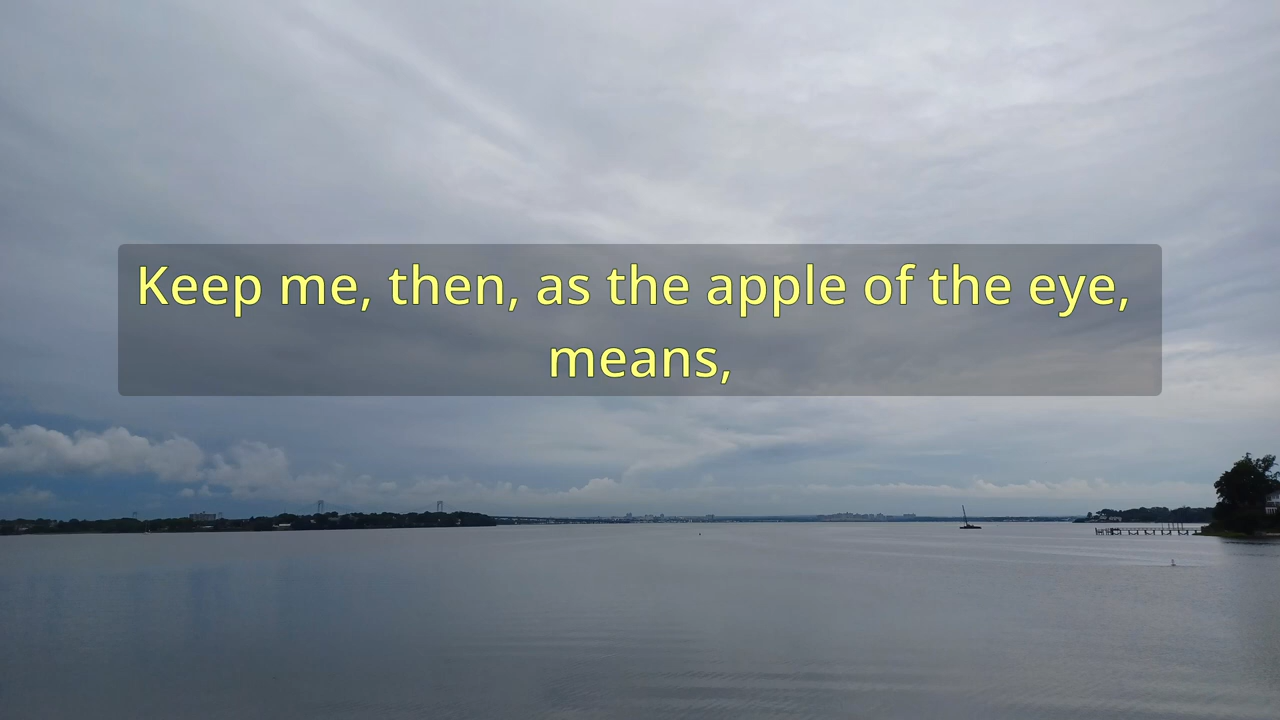 Keep me, then, as the apple of the eye,
means,